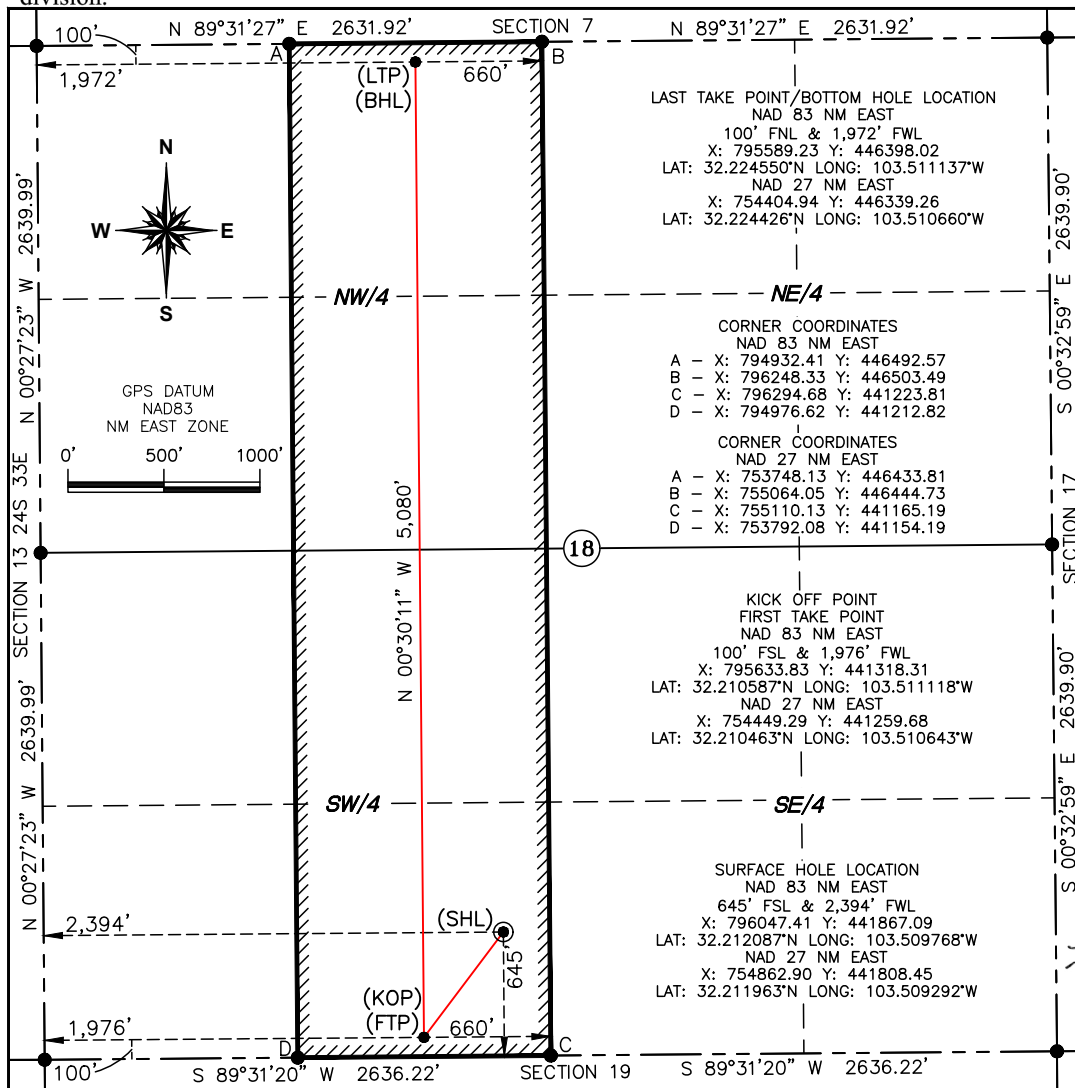 division.
N 89°31'27" E 2631.92'
SECTION 7
N 89°31'27" E 2631.92'
100'
A
B
1,972'
660'
(LTP)
(BHL)
LAST TAKE POINT/BOTTOM HOLE LOCATION
NAD 83 NM EAST
100' FNL & 1,972' FWL
X: 795589.23 Y: 446398.02
LAT: 32.224550°N LONG: 103.511137°W
NAD 27 NM EAST
X: 754404.94 Y: 446339.26
LAT: 32.224426°N LONG: 103.510660°W
N
W
E
S
N 00°27'23" W 2639.99'
S 00°32'59" E 2639.90'
NW/4
NE/4
GPS DATUM
NAD83
NM EAST ZONE
0' 500' 1000'
CORNER COORDINATES
NAD 83 NM EAST
A – X: 794932.41 Y: 446492.57
B – X: 796248.33 Y: 446503.49
C – X: 796294.68 Y: 441223.81
D – X: 794976.62 Y: 441212.82
CORNER COORDINATES
NAD 27 NM EAST
A – X: 753748.13 Y: 446433.81
B – X: 755064.05 Y: 446444.73
C – X: 755110.13 Y: 441165.19
D – X: 753792.08 Y: 441154.19
SECTION 13 24S 33E
N 00°30'11" W 5,080'
18
SECTION 17
KICK OFF POINT
FIRST TAKE POINT
NAD 83 NM EAST
100' FSL & 1,976' FWL
X: 795633.83 Y: 441318.31
LAT: 32.210587°N LONG: 103.511118°W
NAD 27 NM EAST
X: 754449.29 Y: 441259.68
LAT: 32.210463°N LONG: 103.510643°W
N 00°27'23" W 2639.99'
S 00°32'59" E 2639.90'
SW/4
SE/4
SURFACE HOLE LOCATION
NAD 83 NM EAST
645' FSL & 2,394' FWL
X: 796047.41 Y: 441867.09
LAT: 32.212087°N LONG: 103.509768°W
NAD 27 NM EAST
X: 754862.90 Y: 441808.45
LAT: 32.211963°N LONG: 103.509292°W
2,394'
(SHL)
645'
(KOP)
(FTP)
1,976'
660'
D
C
100'
S 89°31'20" W 2636.22'
SECTION 19
S 89°31'20" W 2636.22'